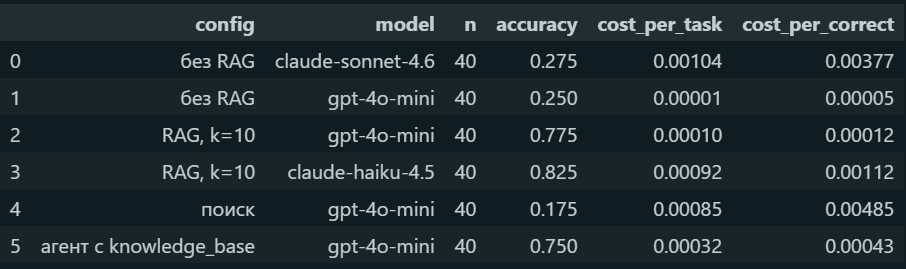 config model n accuracy cost_per_task cost_per_correct
0 без RAG claude-sonnet-4.6 40 0.275 0.00104 0.00377
1 без RAG gpt-4o-mini 40 0.250 0.00001 0.00005
2 RAG, k=10 gpt-4o-mini 40 0.775 0.00010 0.00012
3 RAG, k=10 claude-haiku-4.5 40 0.825 0.00092 0.00112
4 поиск gpt-4o-mini 40 0.175 0.00085 0.00485
5 агент с knowledge_base gpt-4o-mini 40 0.750 0.00032 0.00043